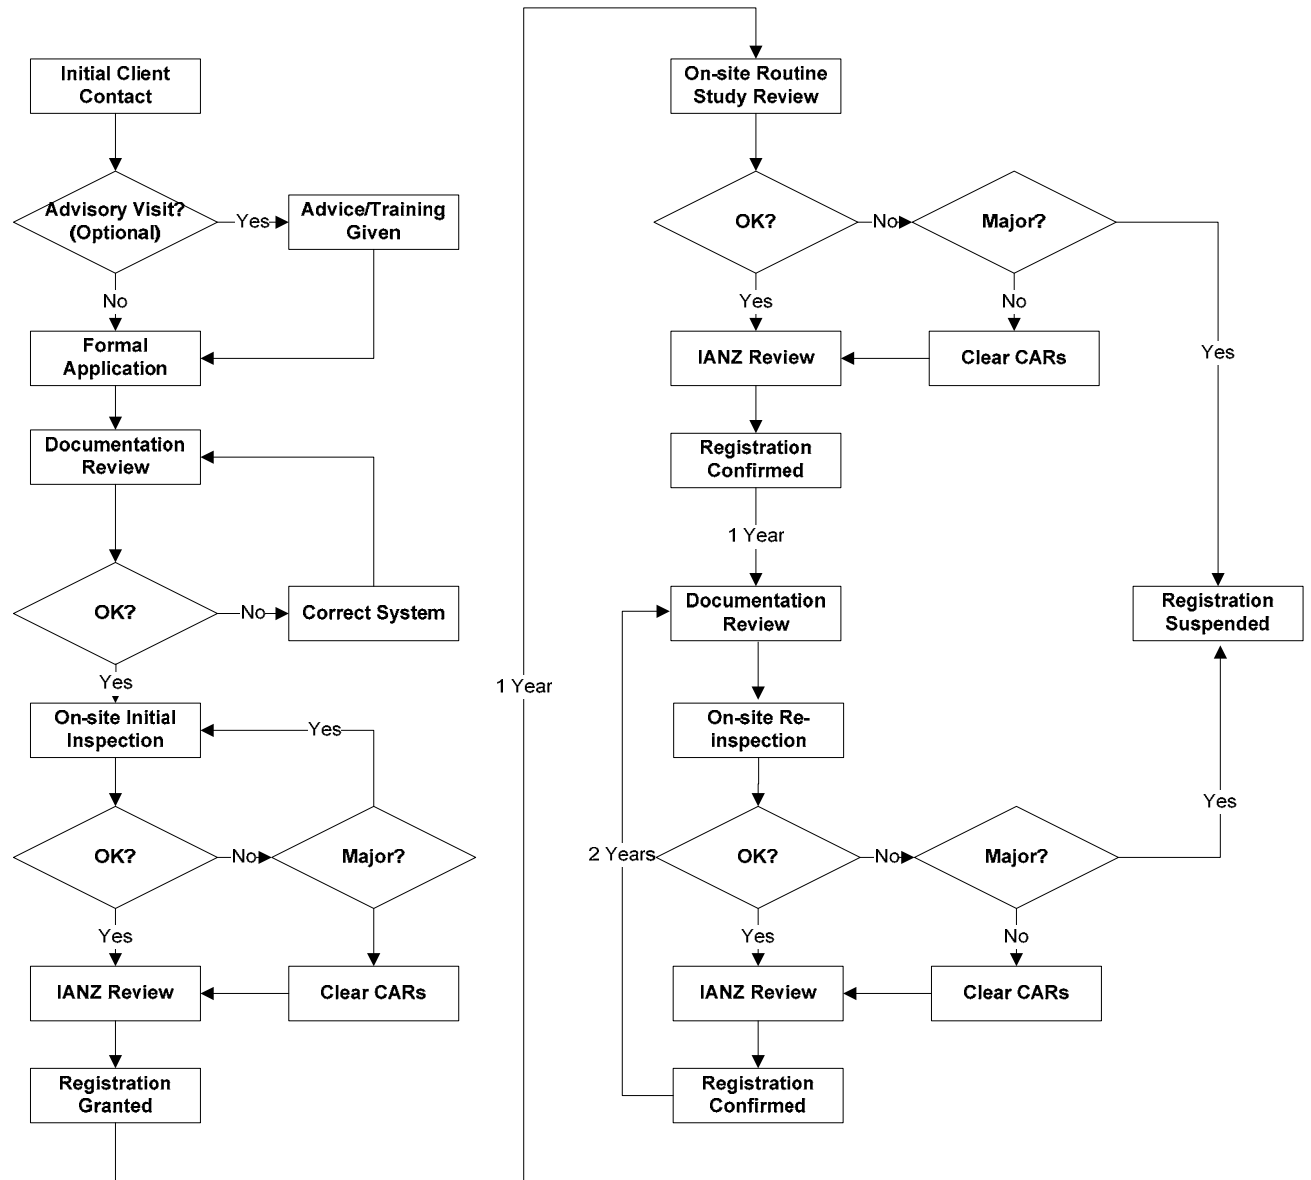 Initial Client
Contact
Advisory Visit?
(Optional)
Yes
Advice/Training
Given
No
Formal
Application
Documentation
Review
OK?
No
Correct System
Yes
On-site Initial
Inspection
Yes
OK?
No
Major?
Yes
IANZ Review
Clear CARs
Registration
Granted
1 Year
On-site Routine
Study Review
OK?
No
Major?
Yes
No
Yes
IANZ Review
Clear CARs
Registration
Confirmed
1 Year
Documentation
Review
Registration
Suspended
On-site Re-
inspection
Yes
2 Years
OK?
No
Major?
Yes
No
IANZ Review
Clear CARs
Registration
Confirmed